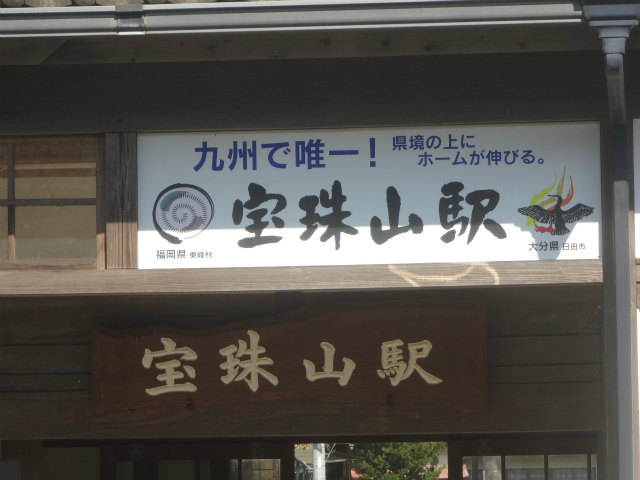 九州で唯一！ 県境の上に
ホームが伸びる。
宝珠山駅
福岡県 東峰村
大分県 日田市
宝珠山駅